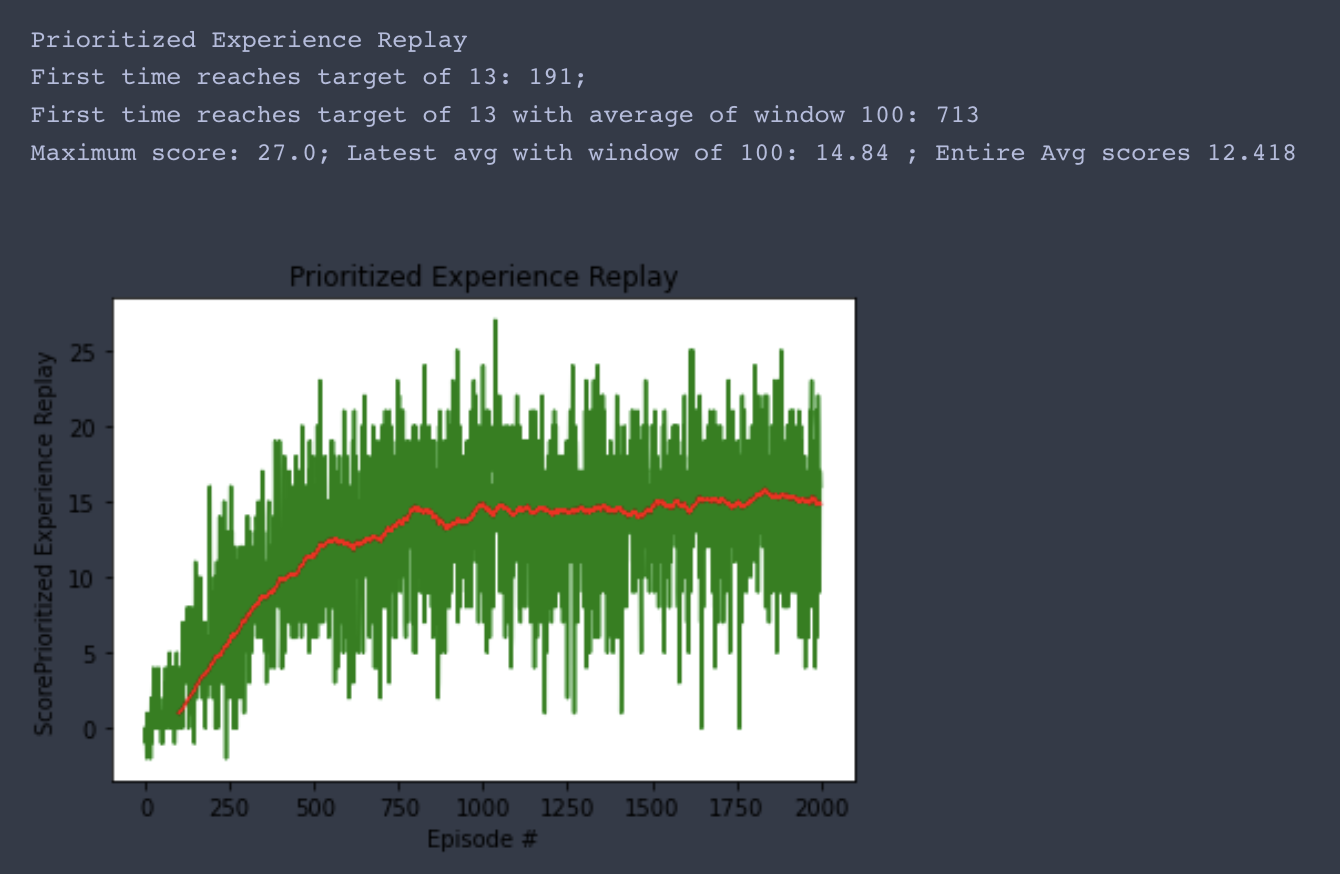 Prioritized Experience Replay
First time reaches target of 13: 191;
First time reaches target of 13 with average of window 100: 713
Maximum score: 27.0; Latest avg with window of 100: 14.84 ; Entire Avg scores 12.418
Prioritized Experience Replay
ScorePrioritized Experience Replay
25
20
15
10
5
0
0 250 500 750 1000 1250 1500 1750 2000
Episode #